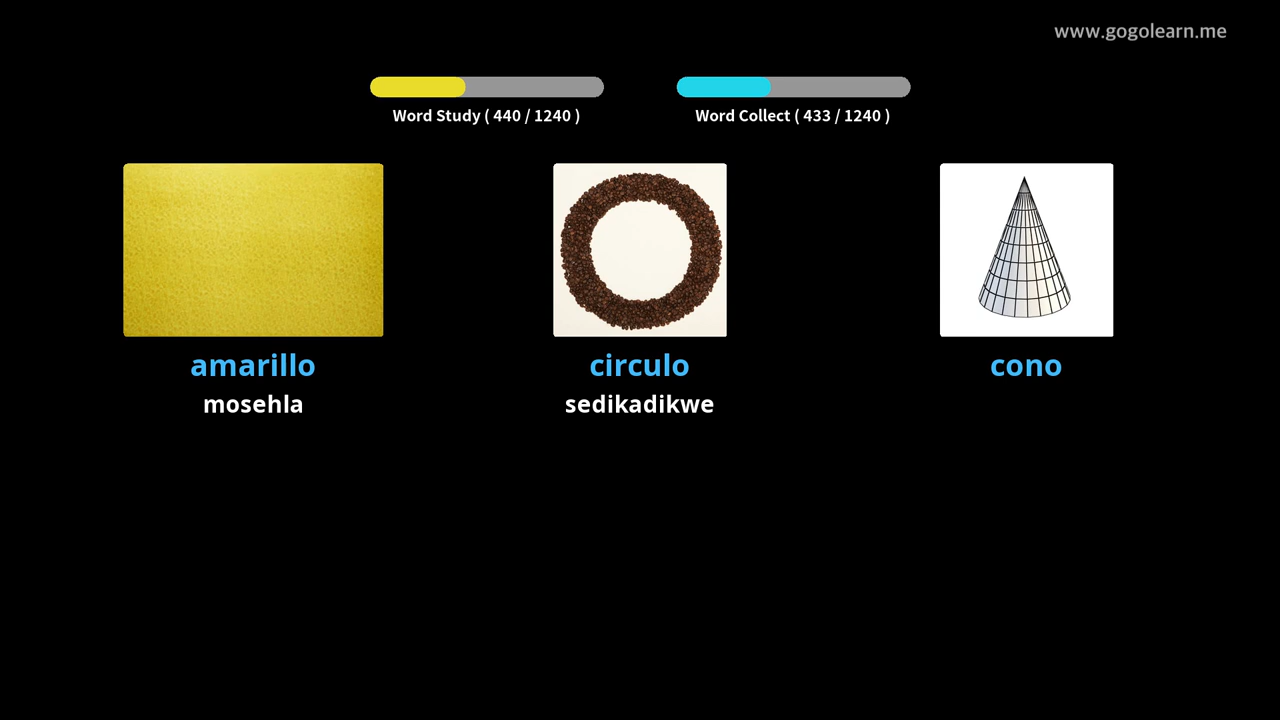 www.gogolearn.me
Word Study ( 440 / 1240 )
Word Collect ( 433 / 1240 )
amarillo
mosehla
circulo
sedikadikwe
cono